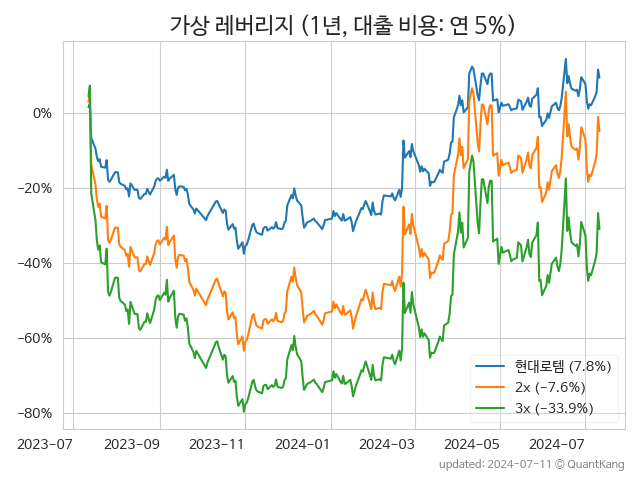 가상 레버리지 (1년, 대출 비용: 연 5%)
0%
−20%
−40%
−60%
−80%
현대로템 (7.8%)
2x (−7.6%)
3x (−33.9%)
2023-07
2023-09
2023-11
2024-01
2024-03
2024-05
2024-07
updated: 2024-07-11 © QuantKang